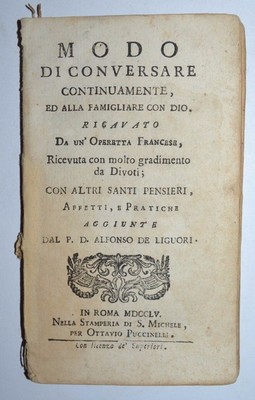 MODO
DI CONVERSARE
CONTINUAMENTE,
ED ALLA FAMIGLIARE CON DIO.
RICAVATO
DA UN' OPERETTA FRANCESE,
Ricevuta con molto gradimento
da Divoti;
CON ALTRI SANTI PENSIERI,
AFFETTI, E PRATICHE
AGGIUNTE
DAL P. D. ALFONSO DE LIGUORI.
IN ROMA MDCCLV.
NELLA STAMPERIA DI S. MICHELE,
PER OTTAVIO PUCCINELLI.
Con licenza de' Superiori.